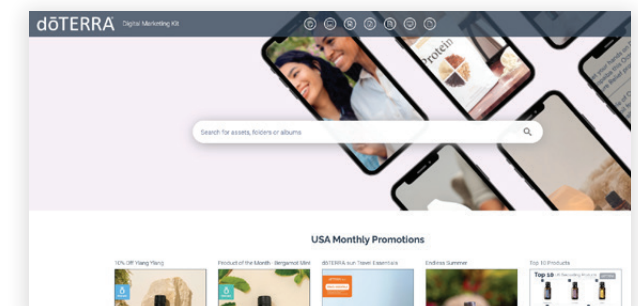 dōTERRA Digital Marketing Kit
Protein
Search for assets, folders or albums
USA Monthly Promotions
10% Off Ylang Ylang
Product of the Month - Bergamot Mint
dōTERRA sun Travel Essentials
Endless Summer
Top 10 Products
Top 10